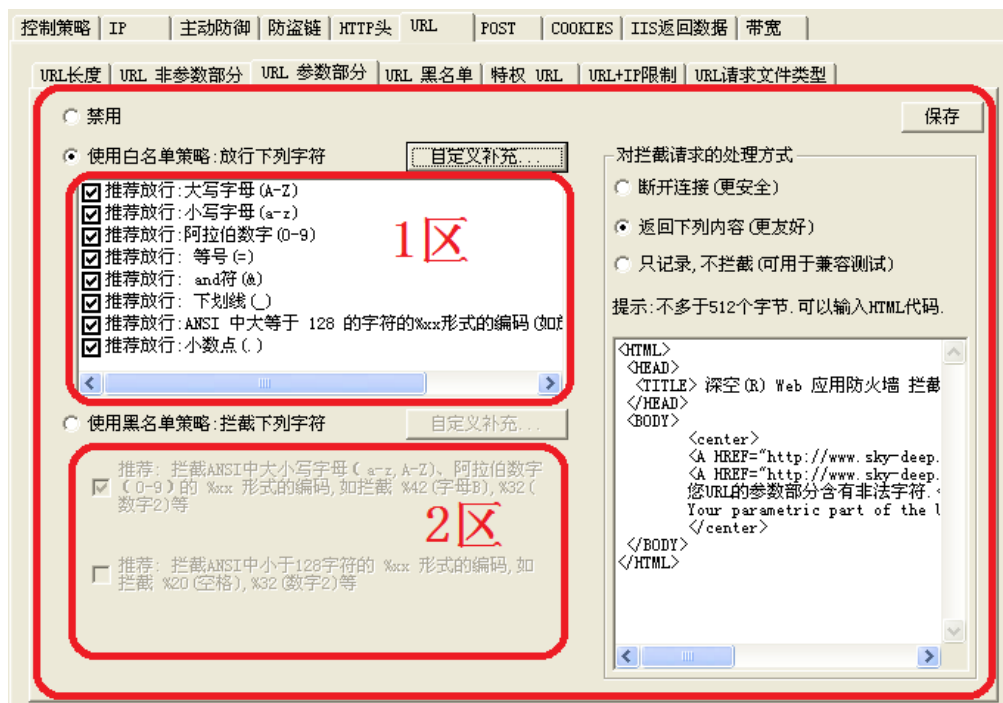 控制策略 IP 主动防御 防盗链 HTTP头 URL POST COOKIES IIS返回数据 带宽
URL长度 URL 非参数部分 URL 参数部分 URL 黑名单 特权 URL URL+IP限制 URL请求文件类型
禁用
保存
使用白名单策略:放行下列字符 自定义补充...
推荐放行:大写字母(A-Z)
推荐放行:小写字母(a-z)
推荐放行:阿拉伯数字(0-9)
推荐放行: 等号(=)
推荐放行: and符(&)
推荐放行: 下划线(_)
推荐放行:ANSI 中大等于 128 的字符的%xx形式的编码(如
推荐放行:小数点(.)
1区
使用黑名单策略:拦截下列字符 自定义补充...
推荐: 拦截ANSI中大小写字母( a-z,A-Z)、阿拉伯数字
( 0-9)的 %xx 形式的编码,如拦截 %42(字母B),%32(
数字2)等
2区
推荐: 拦截ANSI中小于128字符的 %xx 形式的编码,如
拦截 %20(空格),%32(数字2)等
对拦截请求的处理方式
断开连接(更安全)
返回下列内容(更友好)
只记录,不拦截(可用于兼容测试)
提示:不多于512个字节.可以输入HTML代码.
<HTML>
<HEAD>
<TITLE> 深空(R) Web 应用防火墙 拦截
</HEAD>
<BODY>
<center>
<A HREF="http://www.sky-deep.
<A HREF="http://www.sky-deep.
您URL的参数部分含有非法字符.<
Your parametric part of the U
</center>
</BODY>
</HTML>